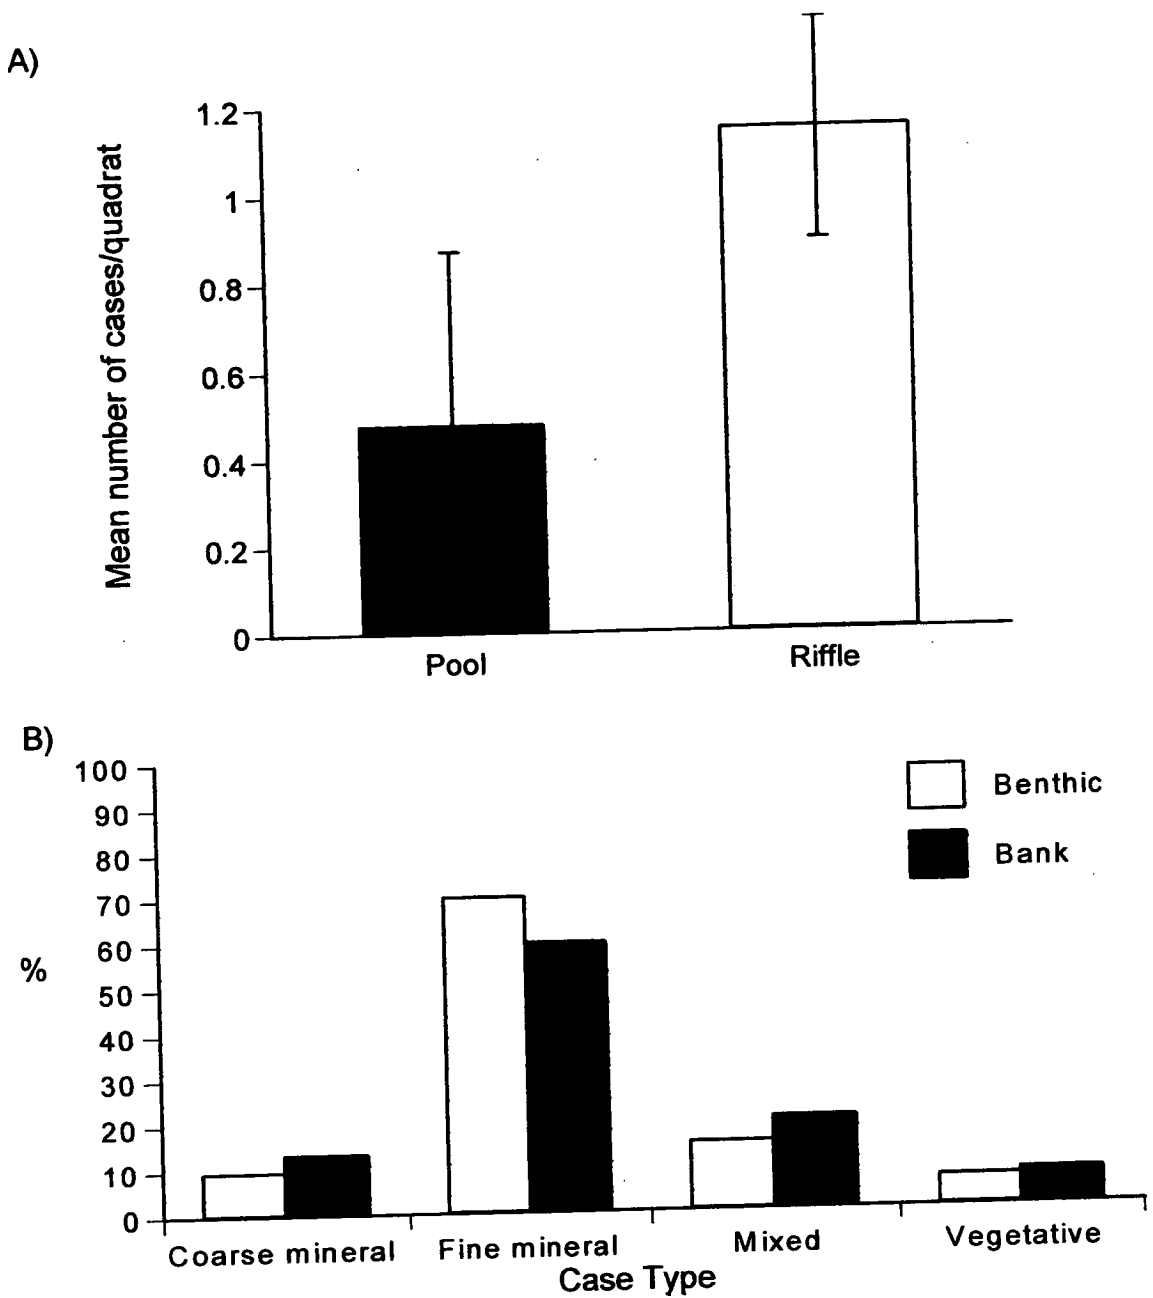 A)
Mean number of cases/quadrat
1.2
1
0.8
0.6
0.4
0.2
0
Pool Riffle
B)
%
100
90
80
70
60
50
40
30
20
10
0
Benthic
Bank
Coarse mineral Fine mineral Mixed Vegetative
Case Type